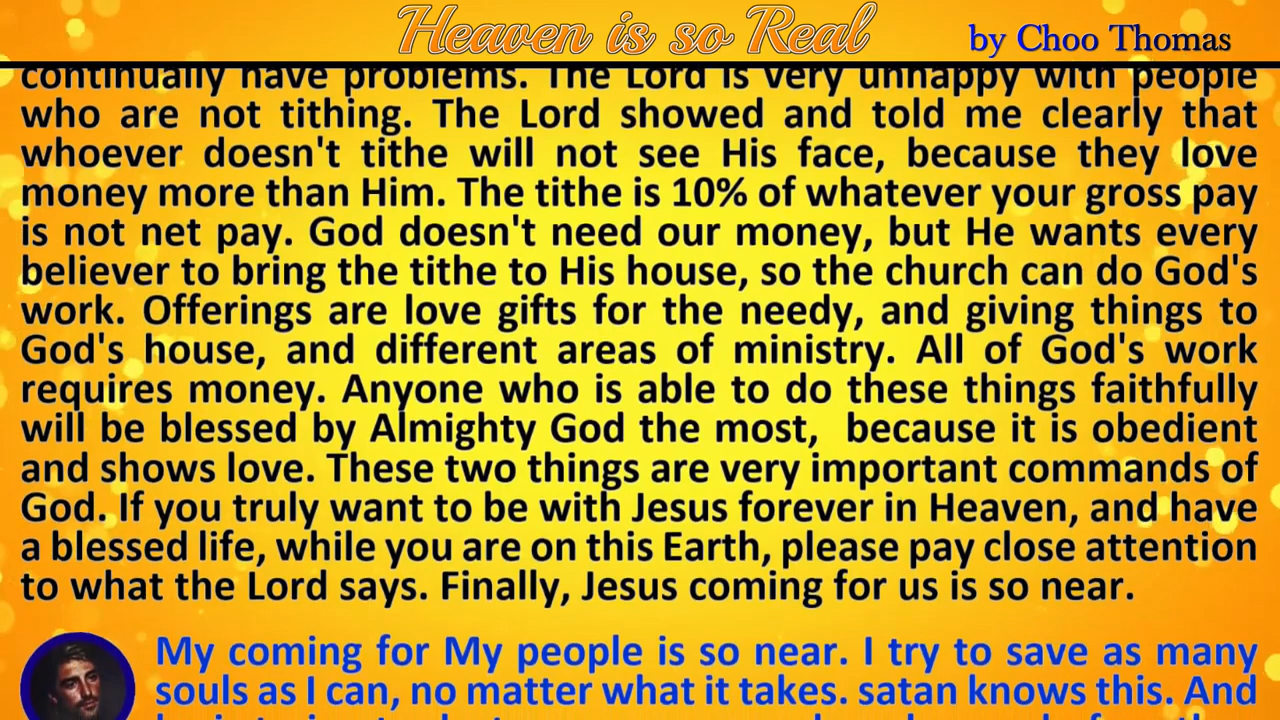 Heaven is so Real
by Choo Thomas
continually have problems. The Lord is very unhappy with people
who are not tithing. The Lord showed and told me clearly that
whoever doesn't tithe will not see His face, because they love
money more than Him. The tithe is 10% of whatever your gross pay
is not net pay. God doesn't need our money, but He wants every
believer to bring the tithe to His house, so the church can do God's
work. Offerings are love gifts for the needy, and giving things to
God's house, and different areas of ministry. All of God's work
requires money. Anyone who is able to do these things faithfully
will be blessed by Almighty God the most,  because it is obedient
and shows love. These two things are very important commands of
God. If you truly want to be with Jesus forever in Heaven, and have
a blessed life, while you are on this Earth, please pay close attention
to what the Lord says. Finally, Jesus coming for us is so near.
My coming for My people is so near. I try to save as many
souls as I can, no matter what it takes. satan knows this. And